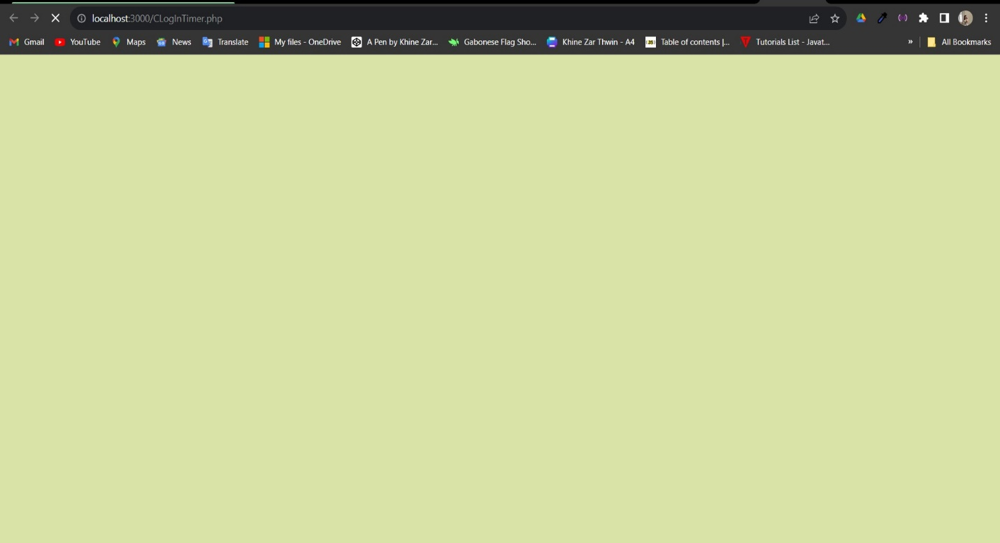 localhost:3000/CLogInTimer.php
Gmail YouTube Maps News Translate My files - OneDrive A Pen by Khine Zar... Gabonese Flag Sho... Khine Zar Thwin - A4 Table of contents |... Tutorials List - Javat... » All Bookmarks